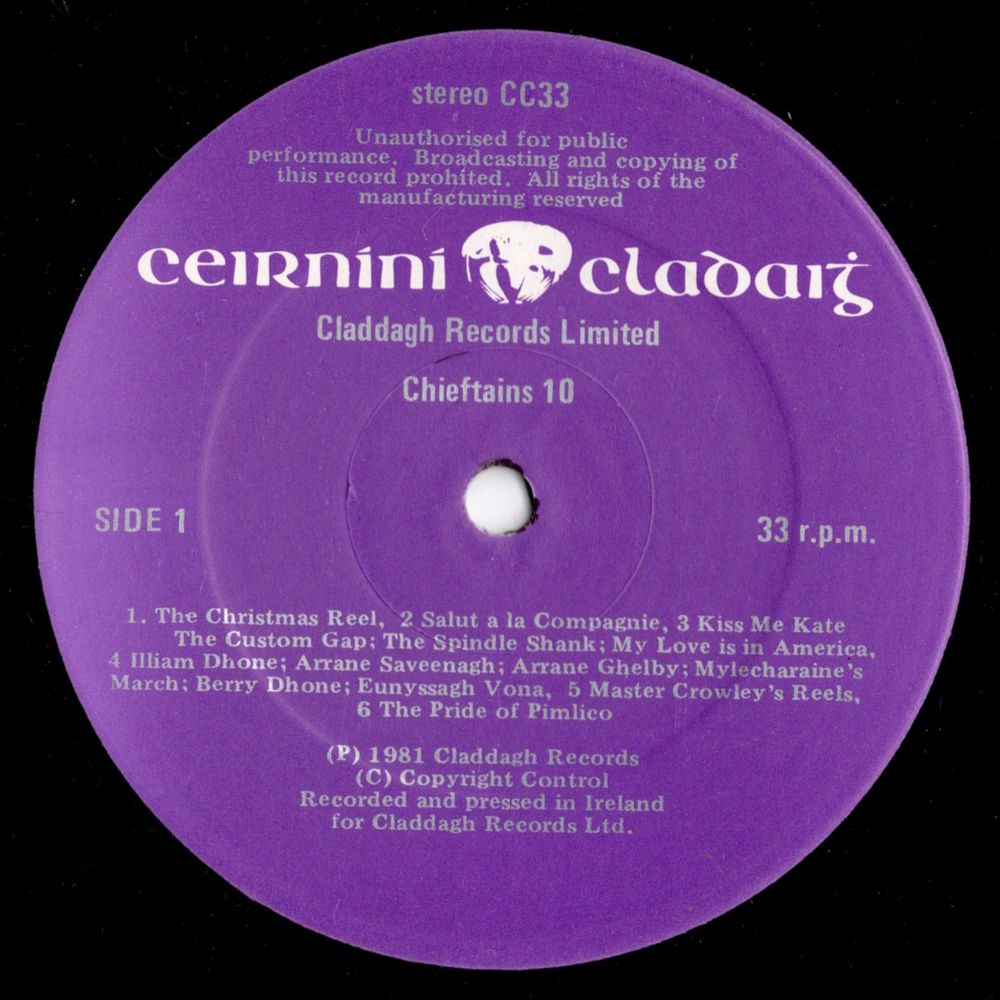 stereo CC33
Unauthorised for public
performance. Broadcasting and copying of
this record prohited. All rights of the
manufacturing reserved
ceirníní cladaiġ
Claddagh Records Limited
Chieftains 10
SIDE 1
33 r.p.m.
1. The Christmas Reel, 2 Salut a la Compagnie, 3 Kiss Me Kate
The Custom Gap; The Spindle Shank; My Love is in America,
4 Illiam Dhone; Arrane Saveenagh; Arrane Ghelby; Mylecharaine's
March; Berry Dhone; Eunyssagh Vona, 5 Master Crowley's Reels,
6 The Pride of Pimlico
(P) 1981 Claddagh Records
(C) Copyright Control
Recorded and pressed in Ireland
for Claddagh Records Ltd.